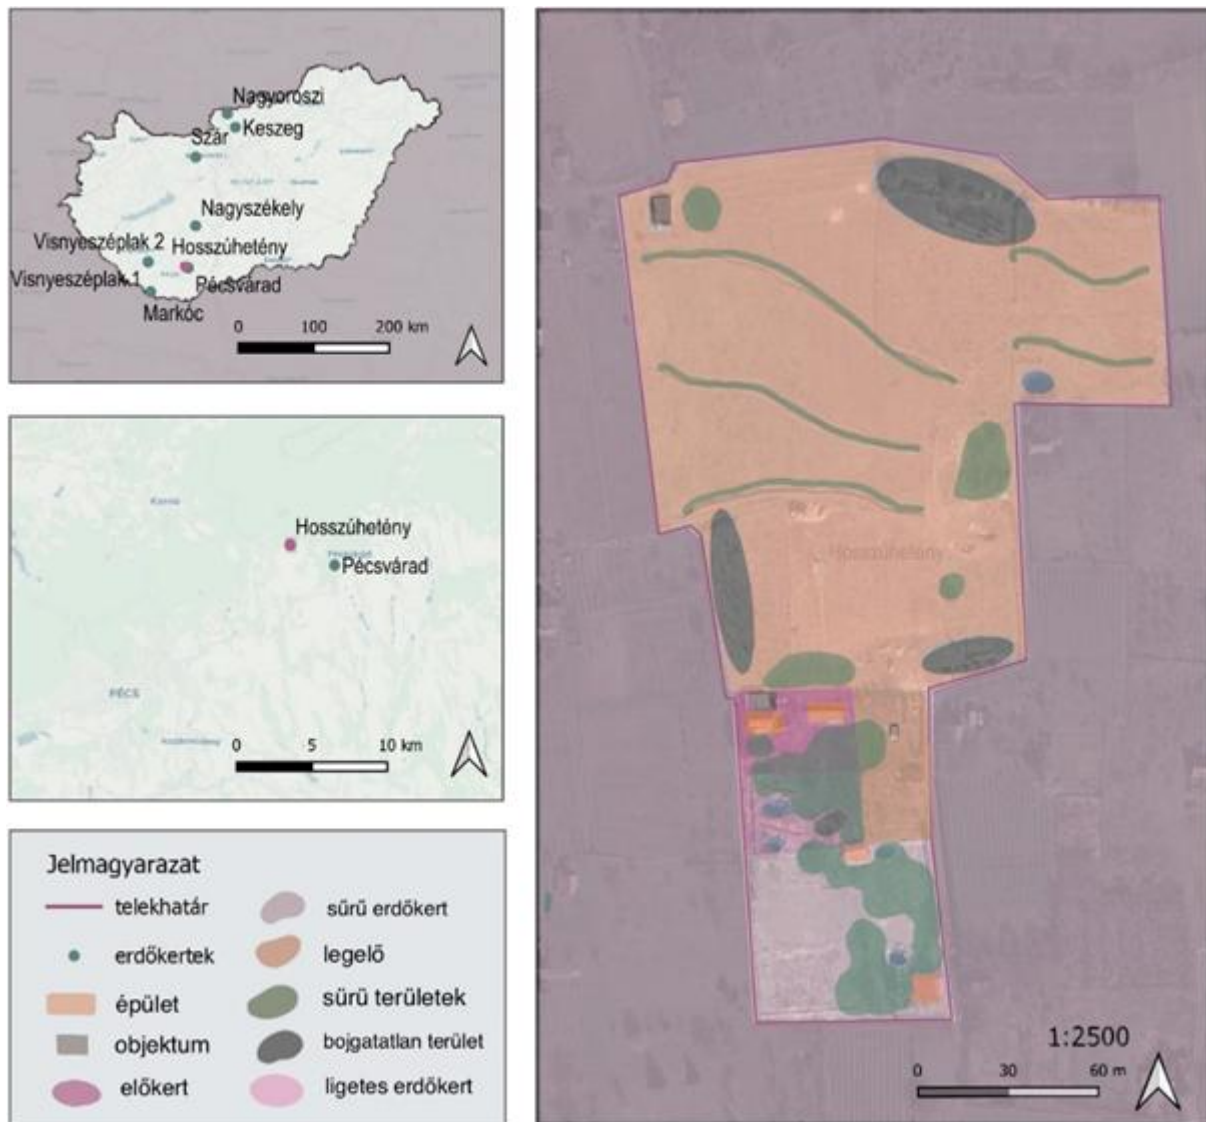 Nagyoroszi
Keszeg
Szár
Nagyszékely
Visnyeszéplak 2
Hosszúhetény
Visnyeszéplak.1
Pécsvárad
Markóc
0 100 200 km
Hosszúhetény
Pécsvárad
PÉCS
0 5 10 km
Jelmagyarazat
telekhatár
sűrű erdőkert
erdőkertek
legelő
épület
sürü területek
objektum
bojgatatlan terület
előkert
ligetes erdőkert
Hosszúhetény
1:2500
0 30 60 m